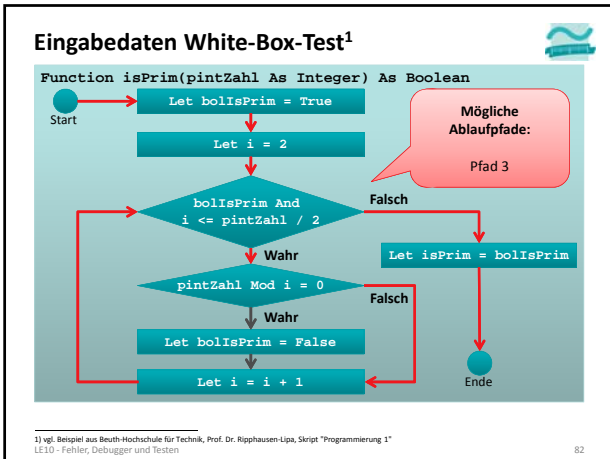 Eingabedaten White-Box-Test1
Function isPrim(pintZahl As Integer) As Boolean
Start
Let bolIsPrim = True
Let i = 2
Mögliche
Ablaufpfade:
Pfad 3
bolIsPrim And
i <= pintZahl / 2
Falsch
Wahr
Let isPrim = bolIsPrim
pintZahl Mod i = 0
Falsch
Wahr
Let bolIsPrim = False
Let i = i + 1
Ende
1) vgl. Beispiel aus Beuth-Hochschule für Technik, Prof. Dr. Ripphausen-Lipa, Skript "Programmierung 1"
LE10 - Fehler, Debugger und Testen
82